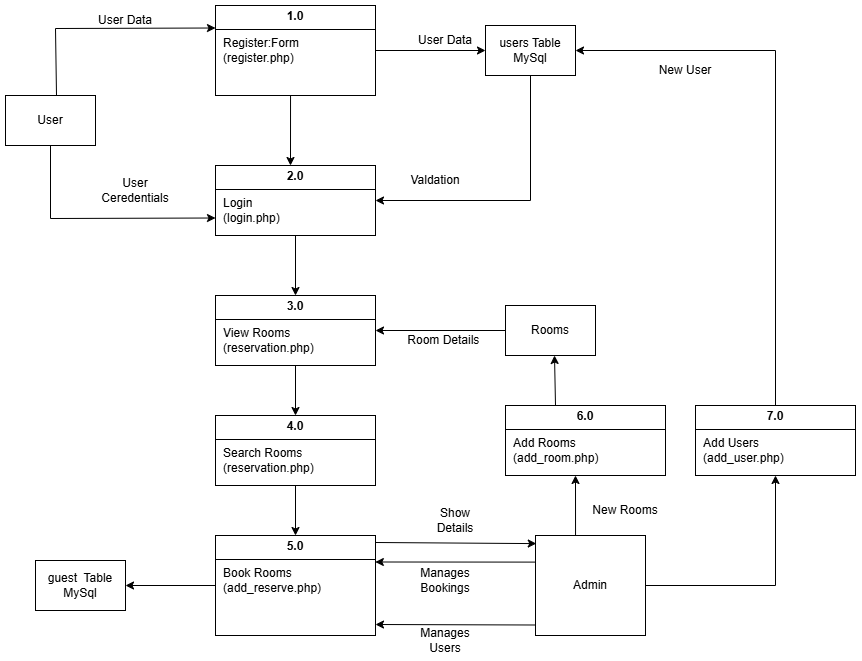 1.0
User Data
Register:Form
(register.php)
User Data
users Table
MySql
New User
User
2.0
Login
(login.php)
User
Ceredentials
Valdation
3.0
View Rooms
(reservation.php)
Rooms
Room Details
4.0
Search Rooms
(reservation.php)
6.0
Add Rooms
(add_room.php)
7.0
Add Users
(add_user.php)
New Rooms
Show
Details
5.0
Book Rooms
(add_reserve.php)
guest  Table
MySql
Manages
Bookings
Admin
Manages
Users